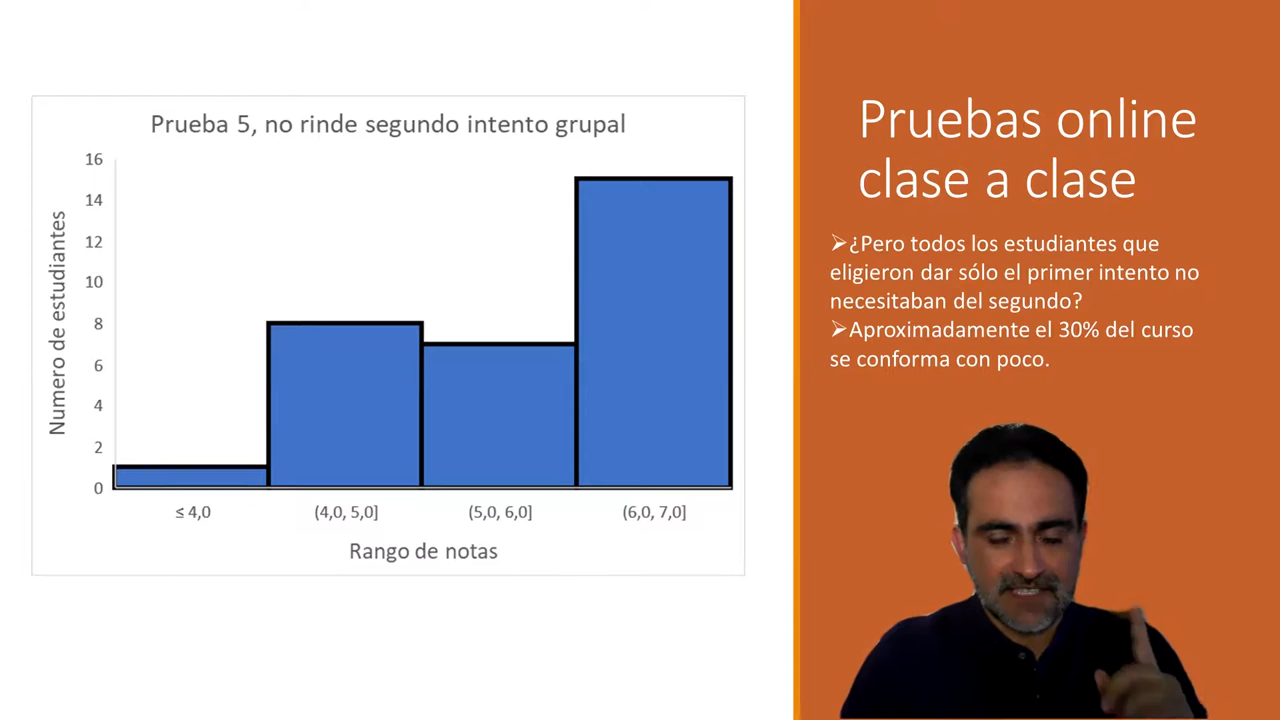 Prueba 5, no rinde segundo intento grupal
16
14
12
10
8
6
4
2
0
Numero de estudiantes
≤ 4,0
(4,0, 5,0]
(5,0, 6,0]
(6,0, 7,0]
Rango de notas
Pruebas online
clase a clase
➢¿Pero todos los estudiantes que
eligieron dar sólo el primer intento no
necesitaban del segundo?
➢Aproximadamente el 30% del curso
se conforma con poco.